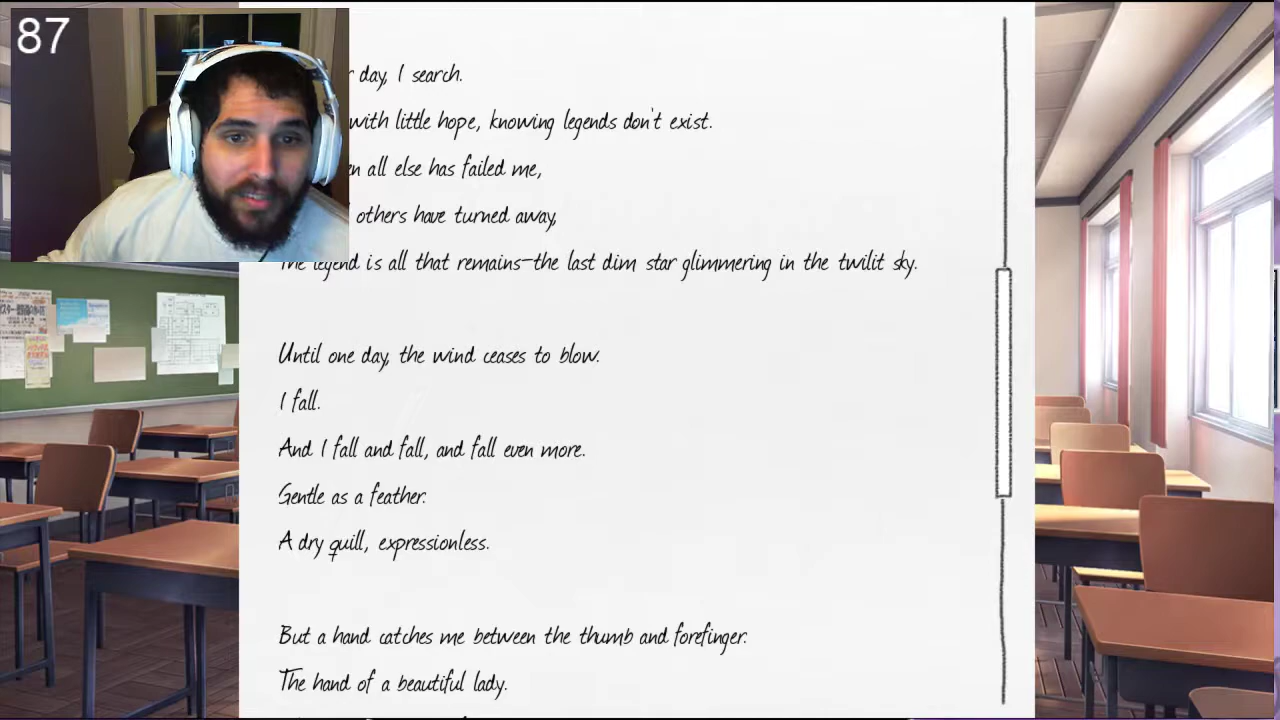 87
day, I search.
with little hope, knowing legends don't exist.
all else has failed me,
others have turned away,
The legend is all that remains—the last dim star glimmering in the twilit sky.
Until one day, the wind ceases to blow.
I fall.
And I fall and fall, and fall even more.
Gentle as a feather.
A dry quill, expressionless.
But a hand catches me between the thumb and forefinger.
The hand of a beautiful lady.